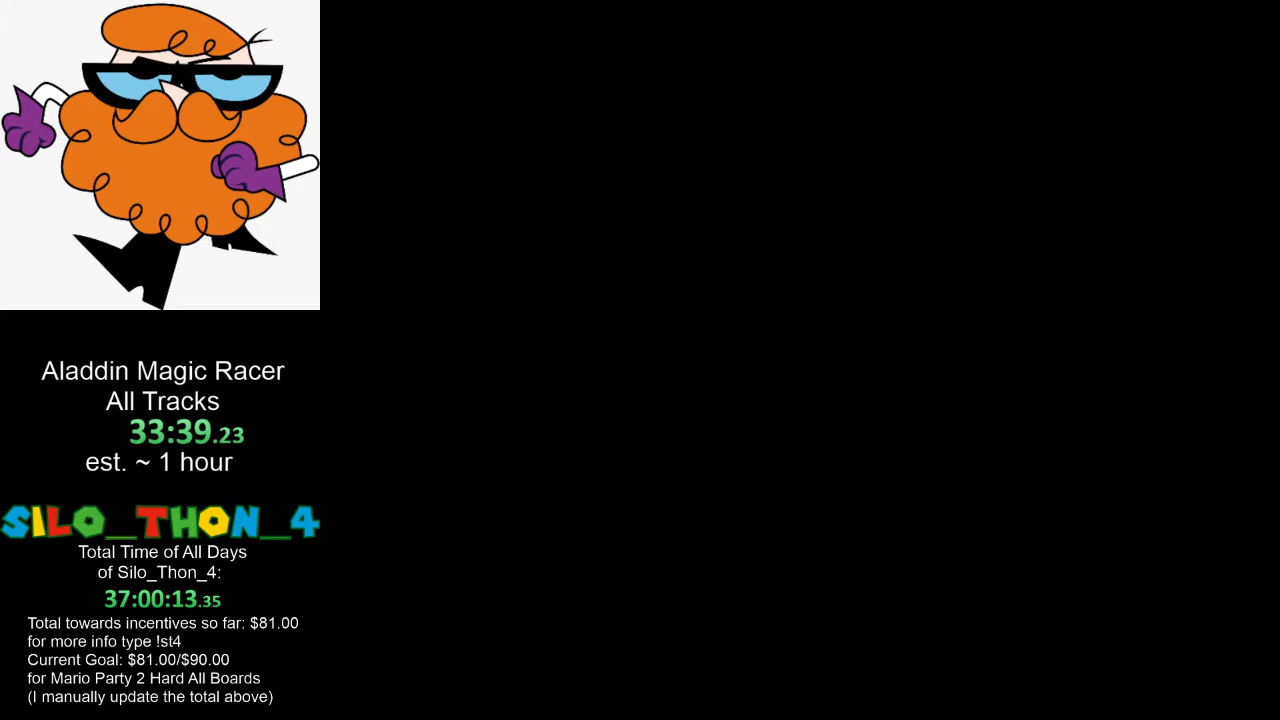 Aladdin Magic Racer
All Tracks
33:39.23
est. ~ 1 hour
SILO_THON_4
Total Time of All Days
of Silo_Thon_4:
37:00:13.35
Total towards incentives so far: $81.00
for more info type !st4
Current Goal: $81.00/$90.00
for Mario Party 2 Hard All Boards
(I manually update the total above)